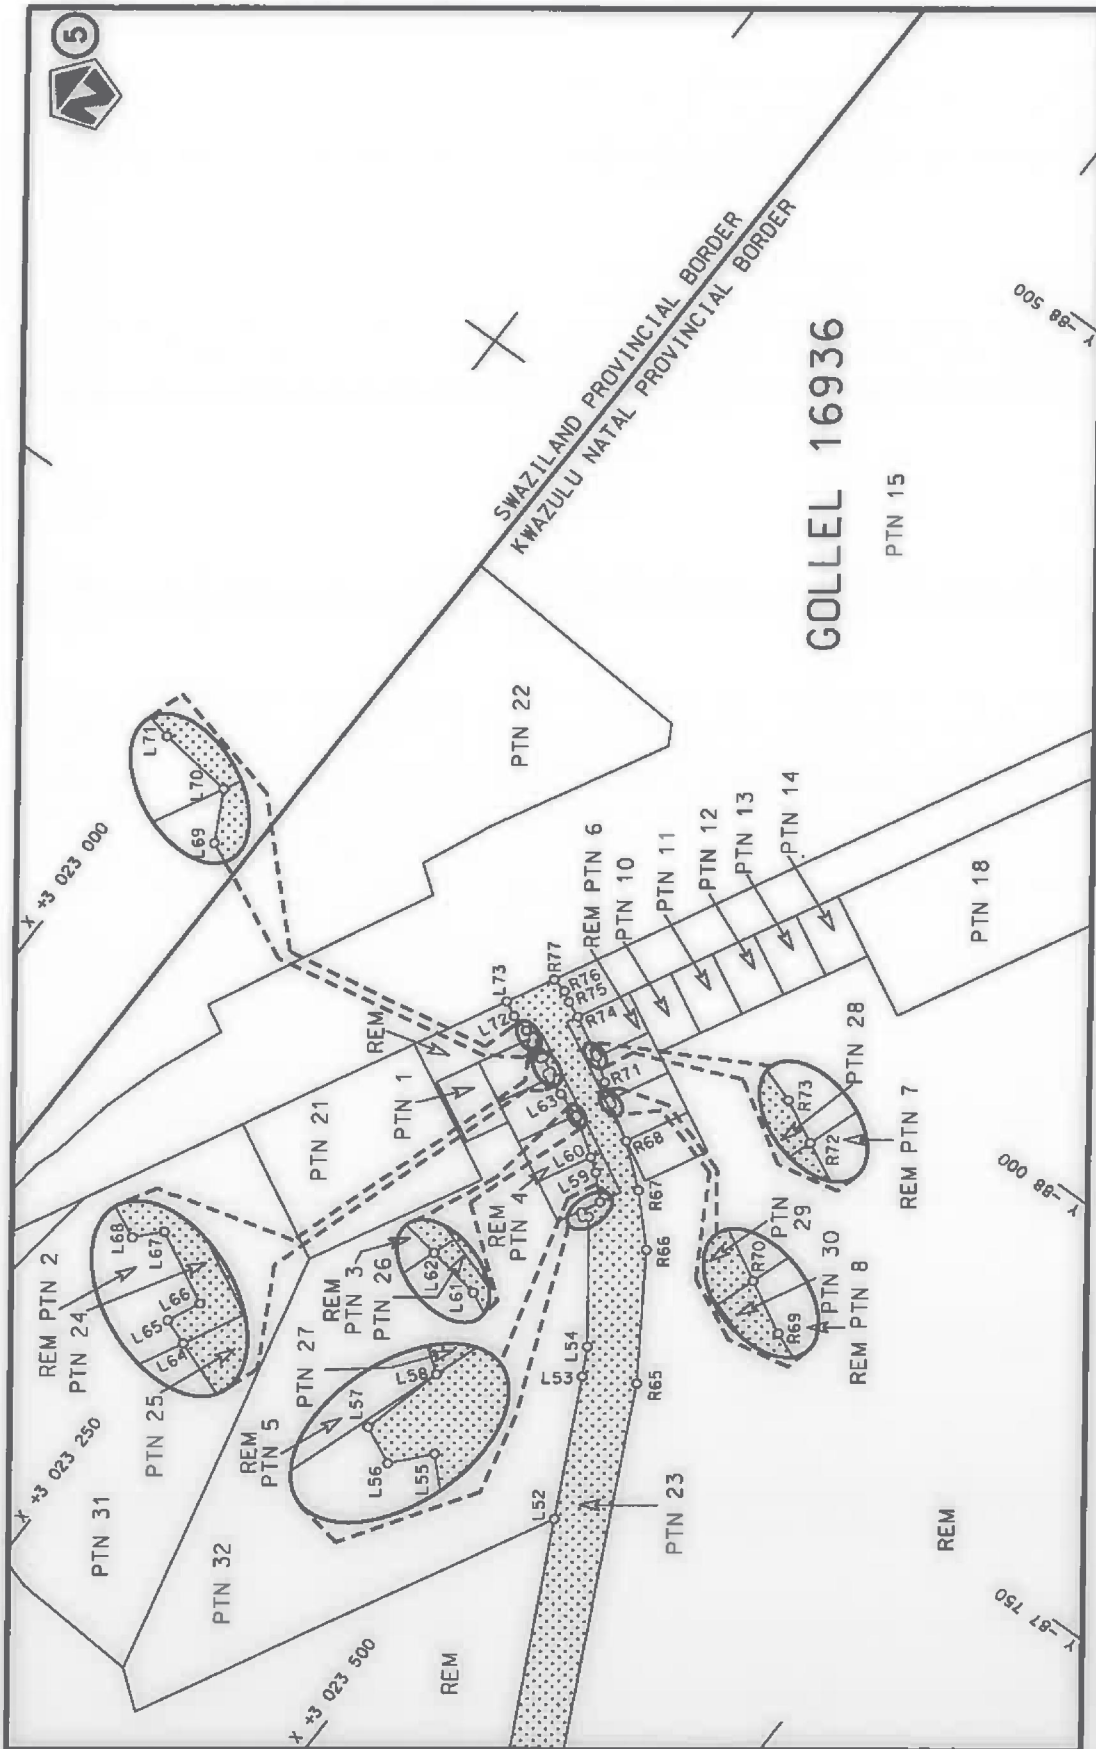 5
N
X +3 023 000
X +3 023 250
X +3 023 500
Y -88 500
Y -88 000
Y -87 750
SWAZILAND PROVINCIAL BORDER
KWAZULU NATAL PROVINCIAL BORDER
GOLLEL 16936
PTN 15
PTN 22
PTN 18
PTN 14
PTN 13
PTN 12
PTN 11
PTN 10
REM PTN 6
L71
L70
L69
L73
L72
R77
R76
R75
R74
R71
L63
R68
L60
L59
L5
R67
R66
R65
REM
PTN 1
PTN 21
REM
PTN 4
REM PTN 2
PTN 24
PTN 25
L68
L67
L66
L65
L64
REM
PTN 3
PTN 26
L62
L61
PTN 27
REM
PTN 5
L58
L57
L56
L55
L54
L53
L52
PTN 28
REM PTN 7
R73
R72
PTN
29
PTN 30
REM PTN 8
R70
R69
PTN 23
PTN 31
PTN 32
REM
REM